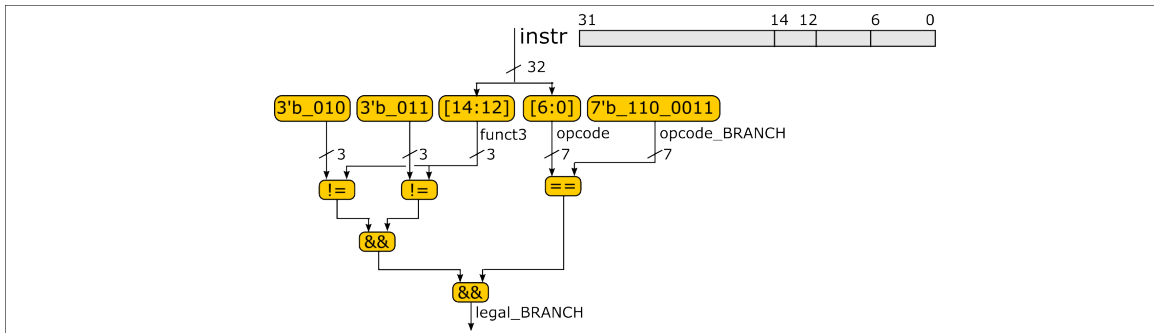 31 14 12 6 0
instr
32
3'b_010 3'b_011 [14:12] [6:0] 7'b_110_0011
funct3 opcode opcode_BRANCH
3 3 3 7 7
!= != ==
&&
&&
legal_BRANCH